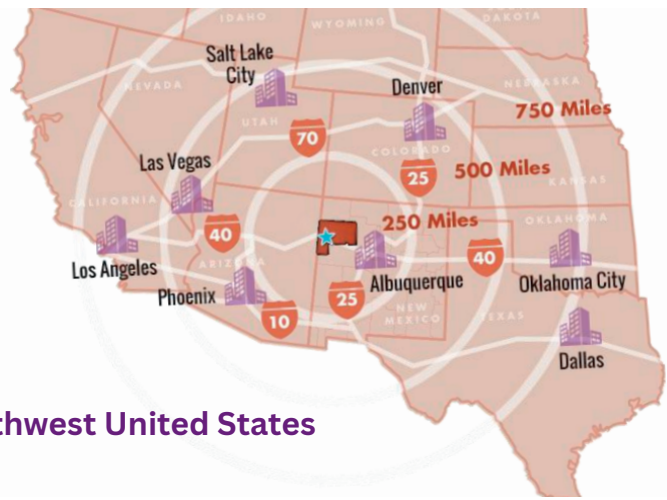 IDAHO
WYOMING
DAKOTA
Salt Lake
City
NEVADA
Denver
NEBRASKA
750 Miles
UTAH
70
COLORADO
Las Vegas
25
500 Miles
KANSAS
CALIFORNIA
250 Miles
OKLAHOMA
40
ARIZONA
40
Los Angeles
Albuquerque
Oklahoma City
Phoenix
25
NEW
MEXICO
TEXAS
10
Dallas
thwest United States